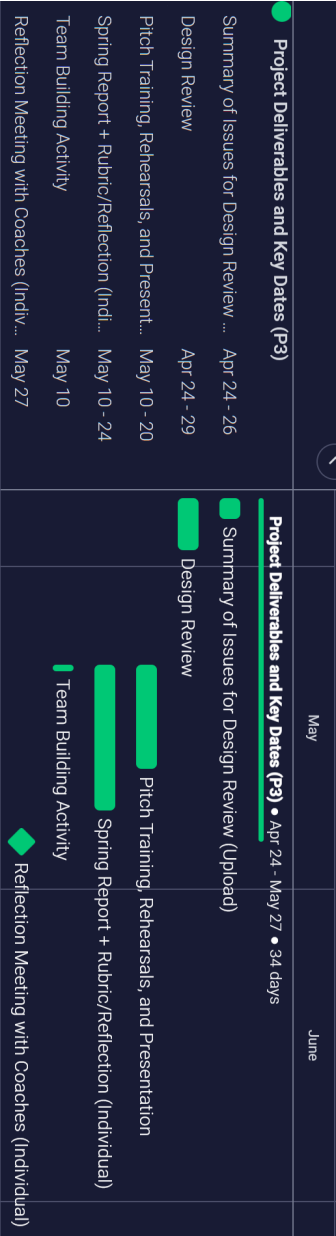 May
June
Project Deliverables and Key Dates (P3)
Project Deliverables and Key Dates (P3) ● Apr 24 - May 27 ● 34 days
Summary of Issues for Design Review ... Apr 24 - 26
Summary of Issues for Design Review (Upload)
Design Review Apr 24 - 29
Design Review
Pitch Training, Rehearsals, and Present... May 10 - 20
Pitch Training, Rehearsals, and Presentation
Spring Report + Rubric/Reflection (Indi... May 10 - 24
Spring Report + Rubric/Reflection (Individual)
Team Building Activity May 10
Team Building Activity
Reflection Meeting with Coaches (Indiv... May 27
Reflection Meeting with Coaches (Individual)